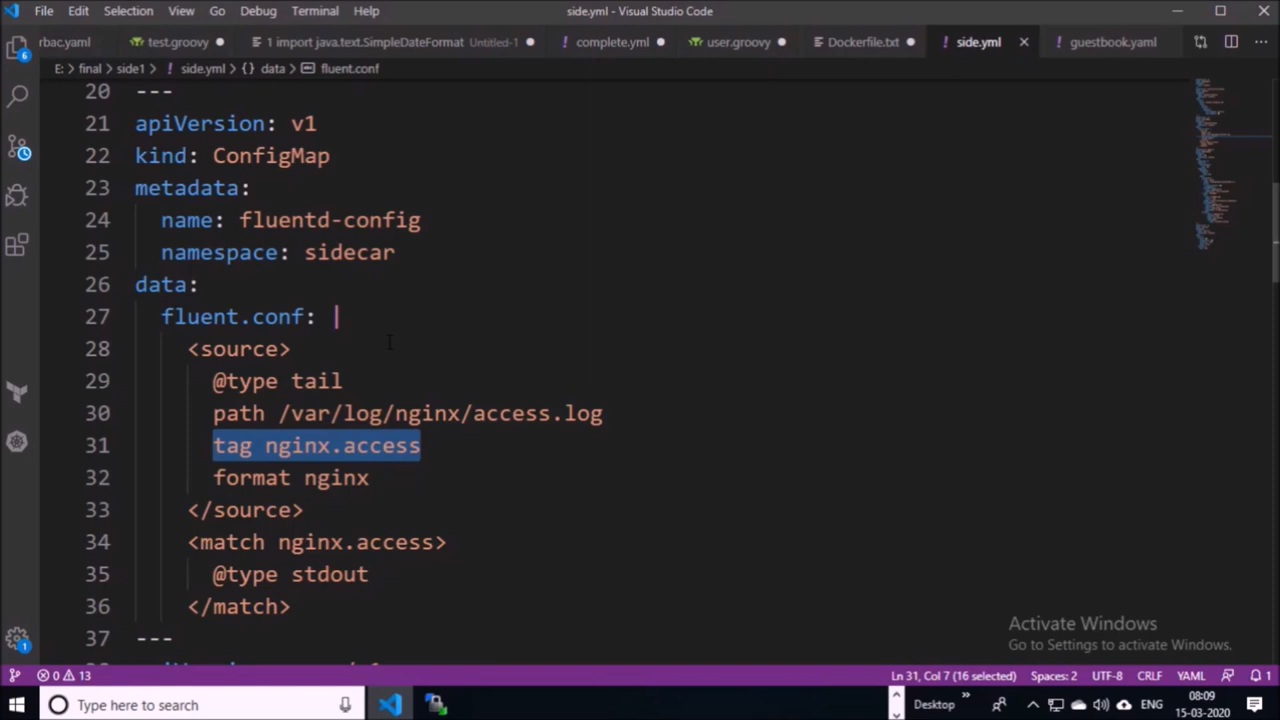 File Edit Selection View Go Debug Terminal Help side.yml - Visual Studio Code
rbac.yaml test.groovy 1 import java.text.SimpleDateFormat Untitled-1 complete.yml user.groovy Dockerfile.txt side.yml guestbook.yaml
E: > final > side1 > ! side.yml > {} data > fluent.conf
20 ---
21 apiVersion: v1
22 kind: ConfigMap
23 metadata:
24 name: fluentd-config
25 namespace: sidecar
26 data:
27 fluent.conf: |
28 <source>
29 @type tail
30 path /var/log/nginx/access.log
31 tag nginx.access
32 format nginx
33 </source>
34 <match nginx.access>
35 @type stdout
36 </match>
37 ---
Activate Windows
Go to Settings to activate Windows.
0 13 Ln 31, Col 7 (16 selected) Spaces: 2 UTF-8 CRLF YAML 1
Type here to search Desktop ENG 08:09
15-03-2020
6
1